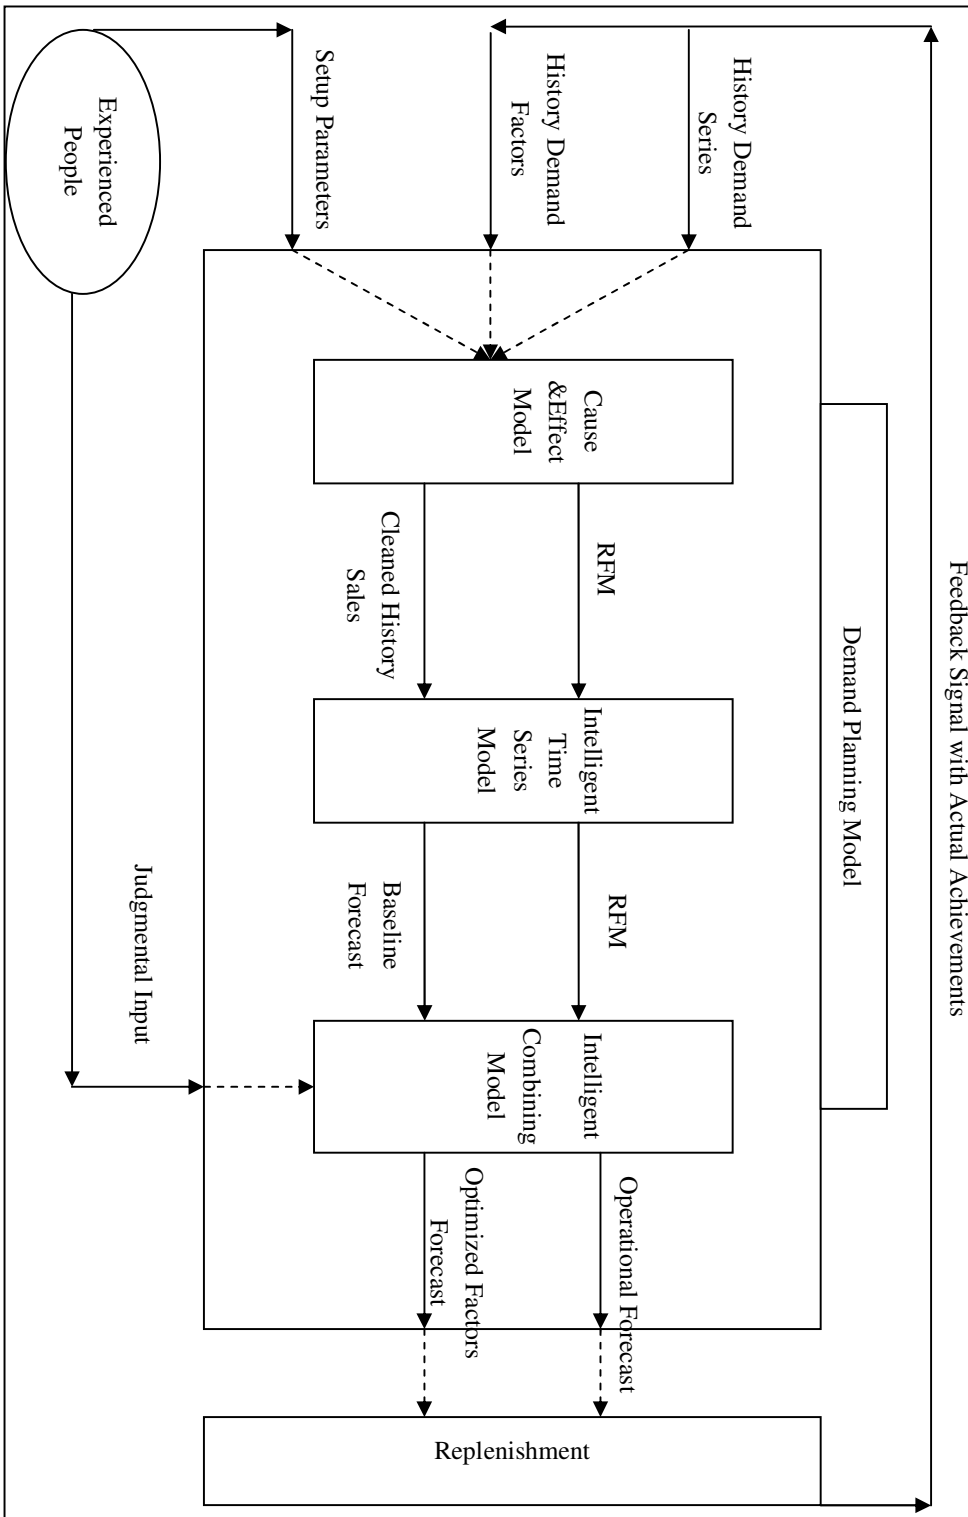 Feedback Signal with Actual Achievements
Demand Planning Model
History Demand
Series
History Demand
Factors
Setup Parameters
Experienced
People
Cause
&Effect
Model
RFM
Cleaned History
Sales
Intelligent
Time
Series
Model
RFM
Baseline
Forecast
Intelligent
Combining
Model
Judgmental Input
Operational Forecast
Optimized Factors
Forecast
Replenishment